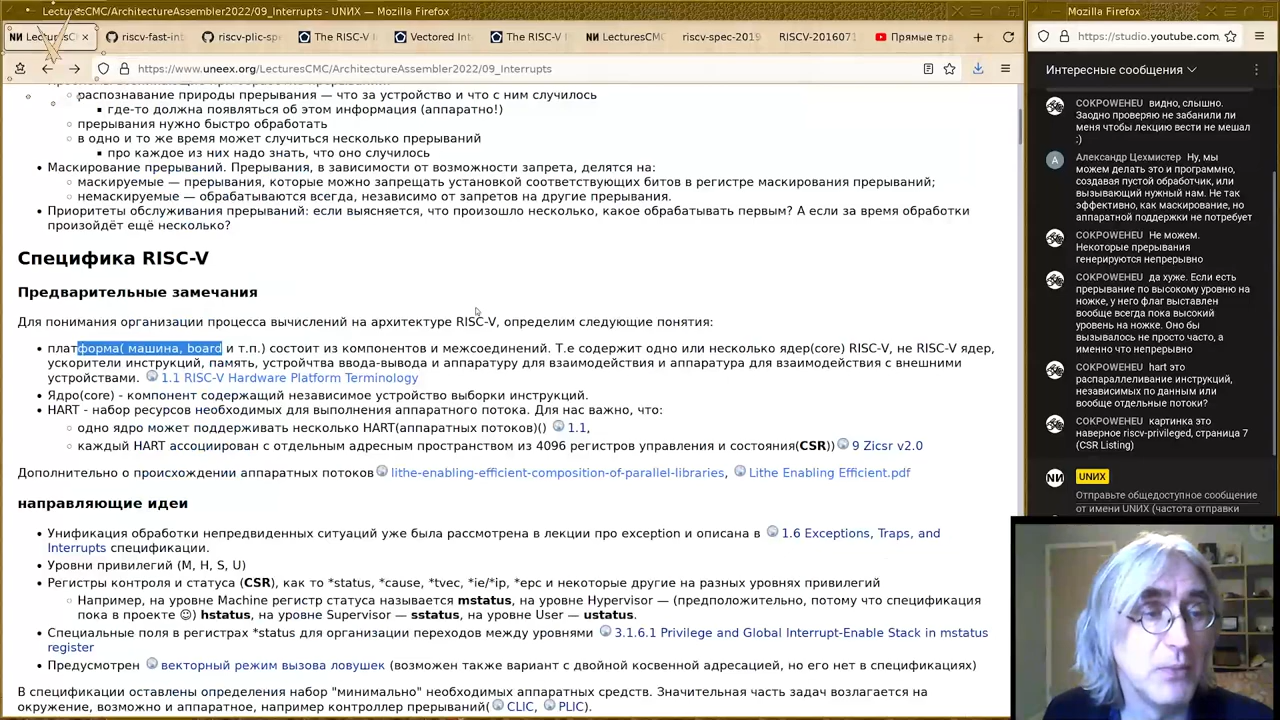 LecturesCMC/ArchitectureAssembler2022/09_Interrupts - UNИX — Mozilla Firefox
NИ LecturesCMC
riscv-fast-int
riscv-plic-sp
The RISC-V I
Vectored Int
The RISC-V I
NИ LecturesCMC
riscv-spec-2019
RISCV-2016071
Прямые тра
https://www.uneex.org/LecturesCMC/ArchitectureAssembler2022/09_Interrupts
распознавание природы прерывания — что за устройство и что с ним случилось
где-то должна появляться об этом информация (аппаратно!)
прерывания нужно быстро обработать
в одно и то же время может случиться несколько прерываний
про каждое из них надо знать, что оно случилось
Маскирование прерываний. Прерывания, в зависимости от возможности запрета, делятся на:
маскируемые — прерывания, которые можно запрещать установкой соответствующих битов в регистре маскирования прерываний;
немаскируемые — обрабатываются всегда, независимо от запретов на другие прерывания.
Приоритеты обслуживания прерываний: если выясняется, что произошло несколько, какое обрабатывать первым? А если за время обработки
произойдёт ещё несколько?
Специфика RISC-V
Предварительные замечания
Для понимания организации процесса вычислений на архитектуре RISC-V, определим следующие понятия:
платформа( машина, board и т.п.) состоит из компонентов и межсоединений. Т.е содержит одно или несколько ядер(core) RISC-V, не RISC-V ядер,
ускорители инструкций, память, устройтства ввода-вывода и аппаратуру для взаимодействия и аппаратура для взаимодействия с внешними
устройствами. 1.1 RISC-V Hardware Platform Terminology
Ядро(core) - компонент содержащий независимое устройство выборки инструкций.
HART - набор ресурсов необходимых для выполнения аппаратного потока. Для нас важно, что:
одно ядро может поддерживать несколько HART(аппаратных потоков)() 1.1,
каждый HART ассоциирован с отдельным адресным пространством из 4096 регистров управления и состояния(CSR)) 9 Zicsr v2.0
Дополнительно о происхождении аппаратных потоков lithe-enabling-efficient-composition-of-parallel-libraries, Lithe Enabling Efficient.pdf
направляющие идеи
Унификация обработки непредвиденных ситуаций уже была рассмотрена в лекции про exception и описана в 1.6 Exceptions, Traps, and
Interrupts спецификации.
Уровни привилегий (M, H, S, U)
Регистры контроля и статуса (CSR), как то *status, *cause, *tvec, *ie/*ip, *epc и некоторые другие на разных уровнях привилегий
Например, на уровне Machine регистр статуса называется mstatus, на уровне Hypervisor — (предположительно, потому что спецификация
пока в проекте ☺) hstatus, на уровне Supervisor — sstatus, на уровне User — ustatus.
Специальные поля в регистрах *status для организации переходов между уровнями 3.1.6.1 Privilege and Global Interrupt-Enable Stack in mstatus
register
Предусмотрен векторный режим вызова ловушек (возможен также вариант с двойной косвенной адресацией, но его нет в спецификациях)
В спецификации оставлены определения набор "минимально" необходимых аппаратных средств. Значительная часть задач возлагается на
окружение, возможно и аппаратное, например контроллер прерываний( CLIC, PLIC).
Mozilla Firefox
https://studio.youtube.com
Интересные сообщения
COKPOWEHEU видно, слышно.
Заодно проверяю не забанили ли
меня чтобы лекцию вести не мешал
:)
А
Александр Цехмистер Ну, мы
можем делать это и программно,
создавая пустой обработчик, или
вызывающий нужный нам. Не так
эффективно, как маскирование, но
аппаратной поддержки не потребует
COKPOWEHEU Не можем.
Некоторые прерывания
генерируются непрерывно
COKPOWEHEU да хуже. Если есть
прерывание по высокому уровню на
ножке, у него флаг выставлен
вообще всегда пока высокий
уровень на ножке. Оно бы
вызывалось не просто часто, а
именно что непрерывно
COKPOWEHEU hart это
распараллеливание инструкций,
независимых по данным или
вообще отдельные потоки?
COKPOWEHEU картинка это
наверное riscv-privileged, страница 7
(CSR Listing)
NИ
UNИX
Отправьте общедоступное сообщение
от имени UNИX (частота отправки